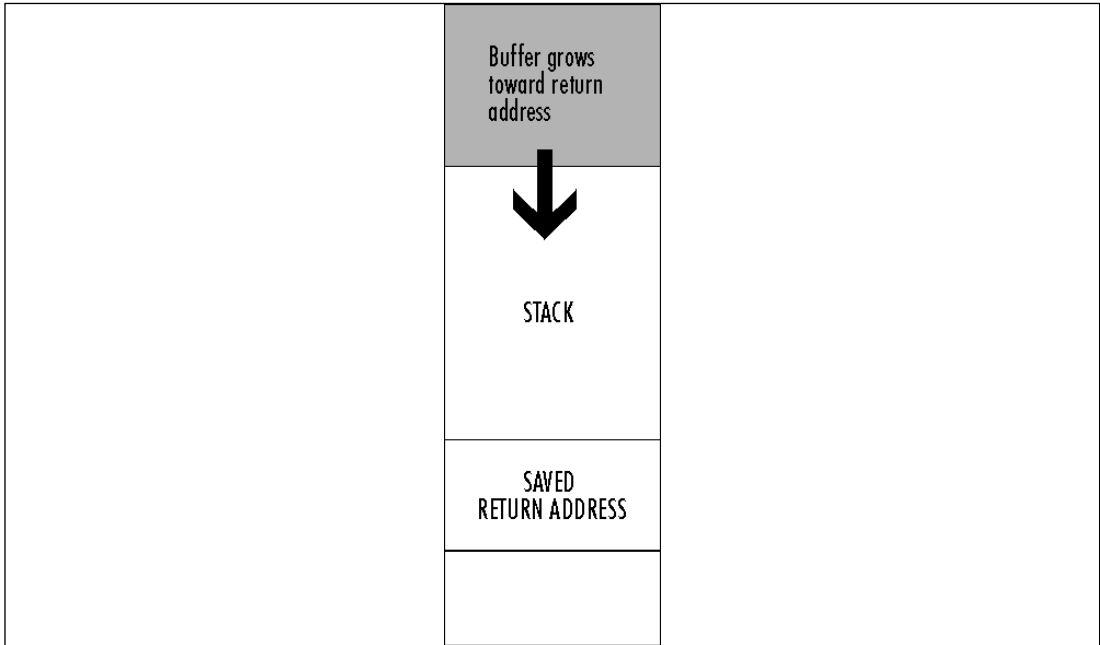 Buffer grows
toward return
address
STACK
SAVED
RETURN ADDRESS